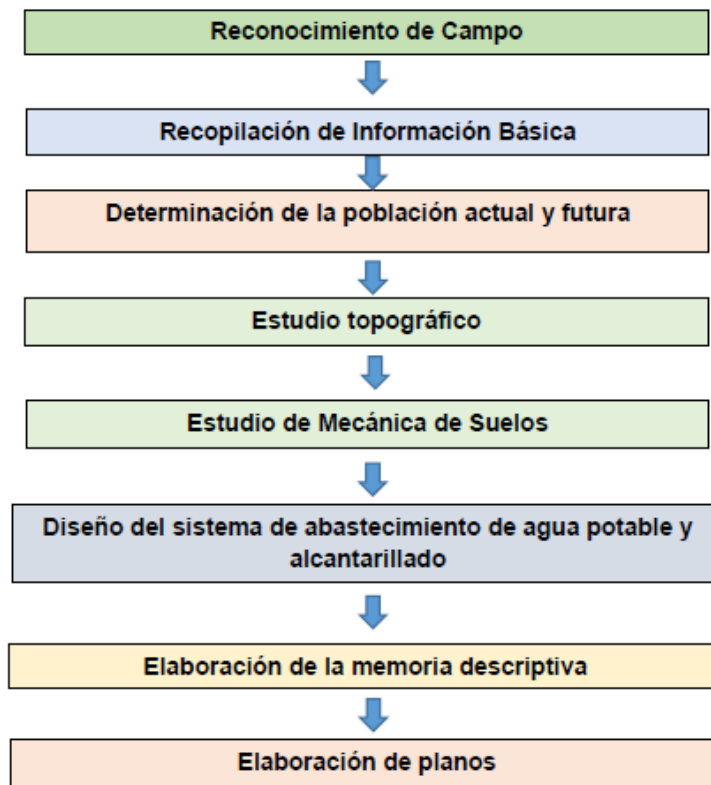 Reconocimiento de Campo
Recopilación de Información Básica
Determinación de la población actual y futura
Estudio topográfico
Estudio de Mecánica de Suelos
Diseño del sistema de abastecimiento de agua potable y
alcantarillado
Elaboración de la memoria descriptiva
Elaboración de planos